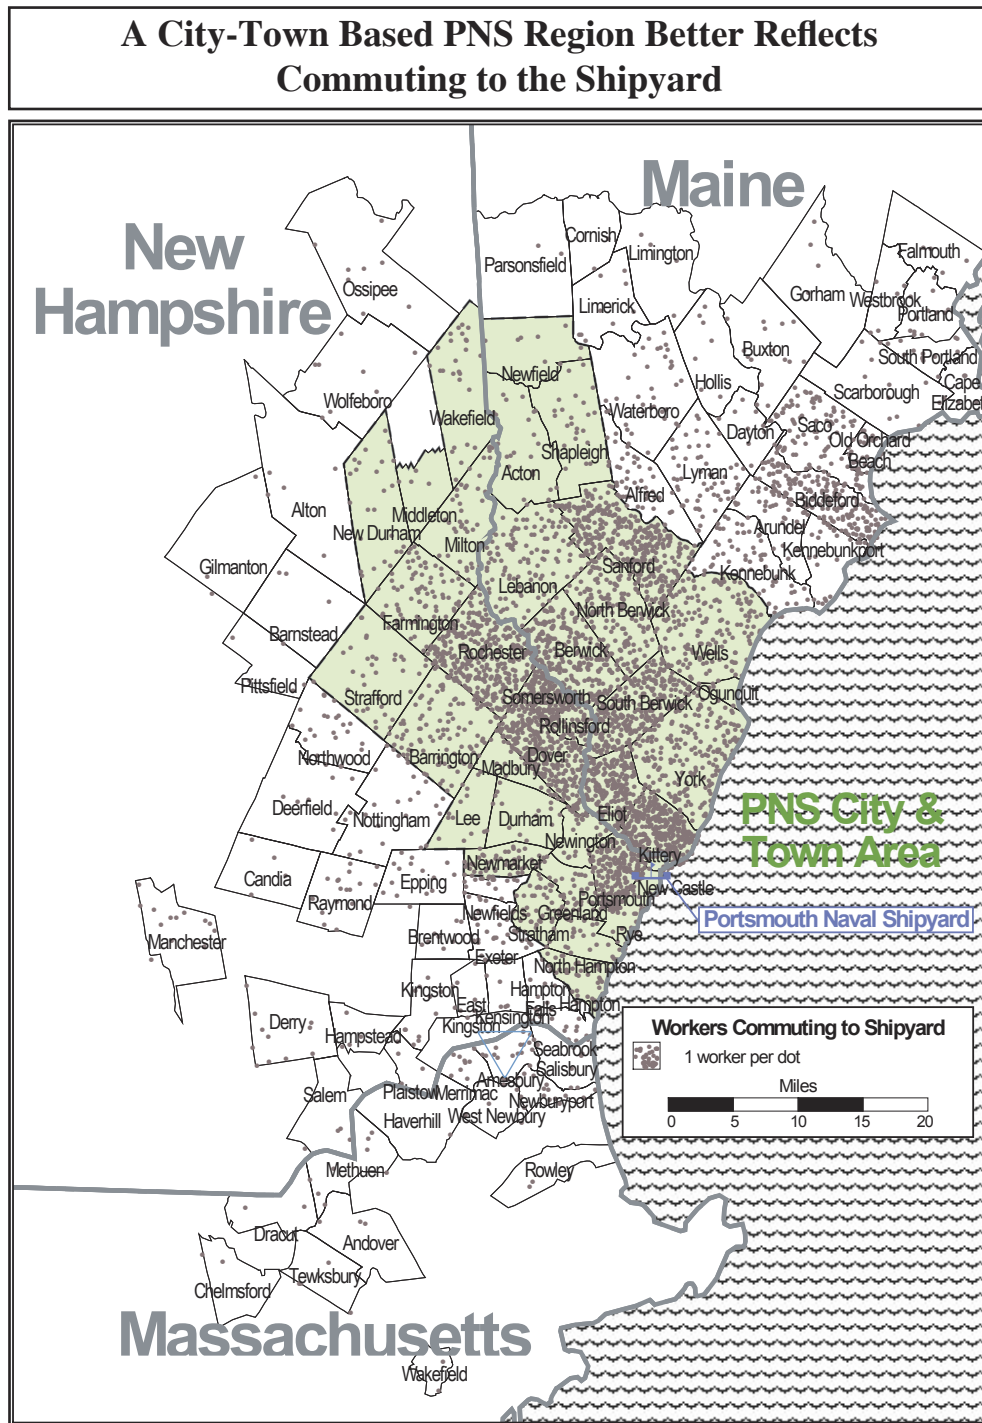 A City-Town Based PNS Region Better Reflects
Commuting to the Shipyard
Maine
New
Hampshire
Cornish
Limington
Falmouth
Parsonsfield
Ossipee
Gorham
Westbrook
Limerick
Portland
Buxton
South Portland
Newfield
Hollis
Cape
Elizabet
Scarborough
Wolfeboro
Waterboro
Wakefield
Saco
Dayton
Old Orchard
Beach
Shapleigh
Acton
Lyman
Alfred
Biddeford
Alton
Middleton
New Durham
Arundel
Milton
Kennebunkport
Gilmanton
Sanford
Kennebunk
Lebanon
North Berwick
Farmington
Barnstead
Rochester
Berwick
Wells
Pittsfield
Strafford
Somersworth
South Berwick
Ogunquit
Rollinsford
Northwood
Barrington
Dover
Madbury
York
Deerfield
Nottingham
Lee
Durham
Eliot
PNS City &
Town Area
Newington
Kittery
Newmarket
Candia
Epping
New Castle
Raymond
Portsmouth
Newfields
Greenland
Portsmouth Naval Shipyard
Manchester
Brentwood
Stratham
Rye
Exeter
North Hampton
Kingston
Hampton
Falls
Hampton
East
Kingston
Kensington
Derry
Hampstead
Workers Commuting to Shipyard
1 worker per dot
Miles
0 5 10 15 20
Seabrook
Salisbury
Amesbury
Salem
Plaistow
Merrimac
Newburyport
Haverhill
West Newbury
Methuen
Rowley
Dracut
Andover
Tewksbury
Chelmsford
Massachusetts
Wakefield